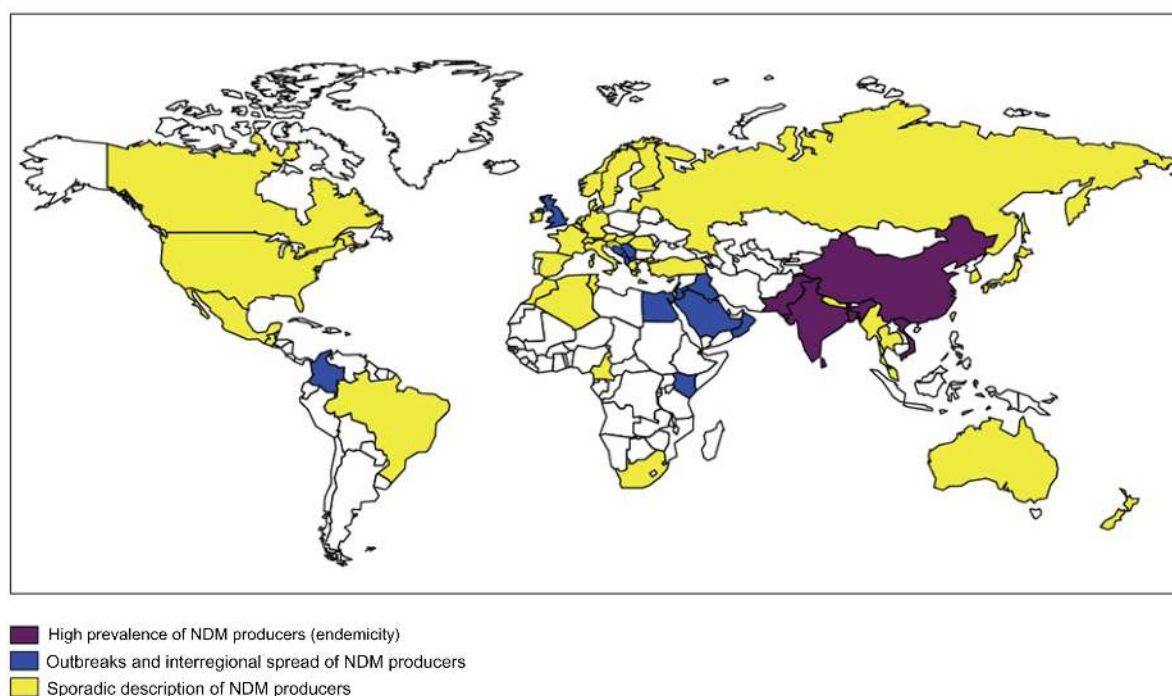 High prevalence of NDM producers (endemicity)
Outbreaks and interregional spread of NDM producers
Sporadic description of NDM producers